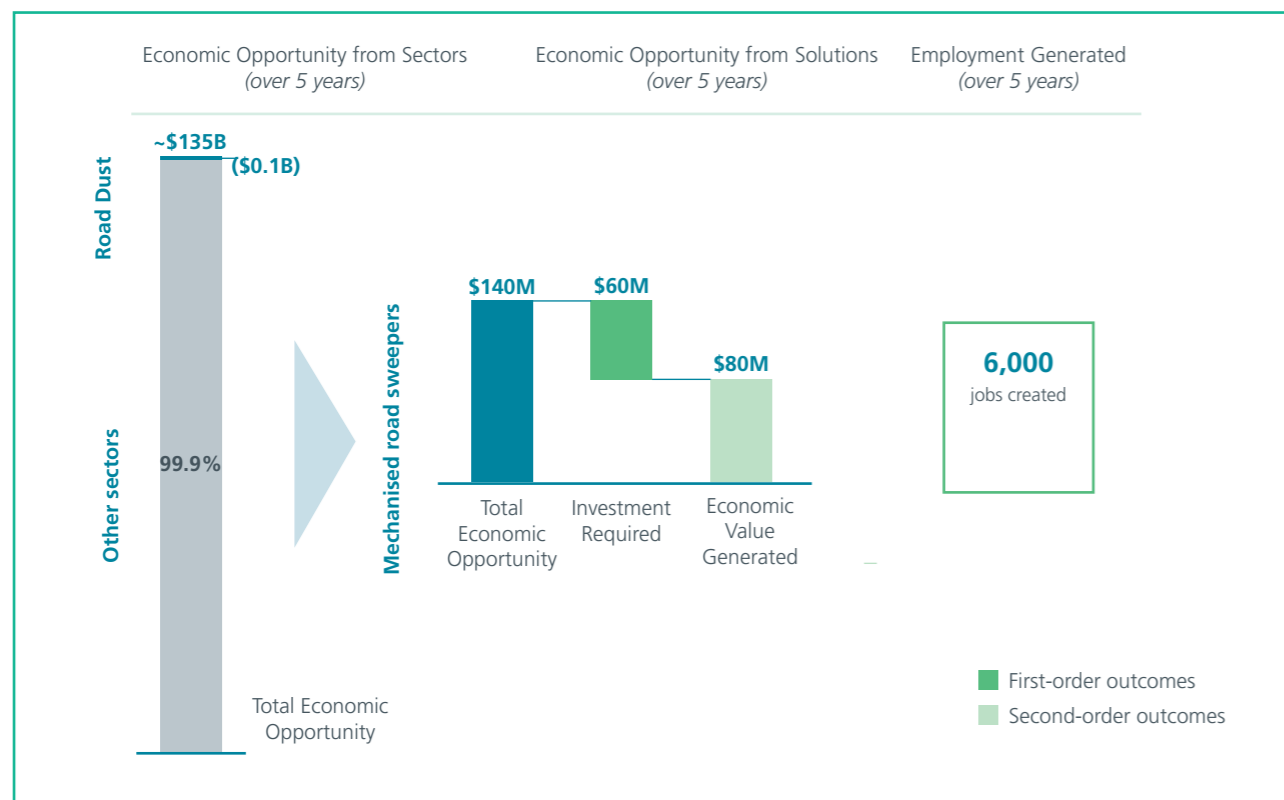 Economic Opportunity from Sectors
(over 5 years)
Economic Opportunity from Solutions
(over 5 years)
Employment Generated
(over 5 years)
Road Dust
~$135B
($0.1B)
Other sectors
99.9%
Total Economic
Opportunity
Mechanised road sweepers
$140M
$60M
$80M
Total
Economic
Opportunity
Investment
Required
Economic
Value
Generated
6,000
jobs created
First-order outcomes
Second-order outcomes